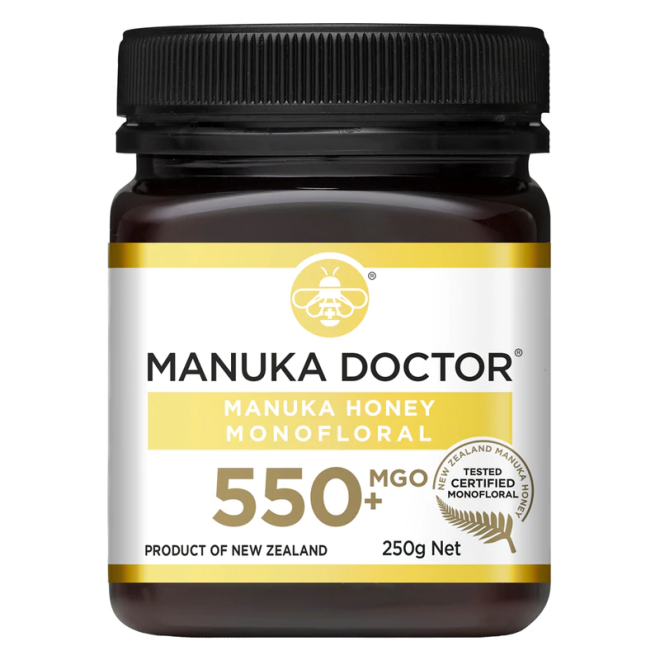 ®
MANUKA DOCTOR®
MANUKA HONEY
MONOFLORAL
550+ MGO
NEW ZEALAND MANUKA HONEY
TESTED
CERTIFIED
MONOFLORAL
PRODUCT OF NEW ZEALAND
250g Net